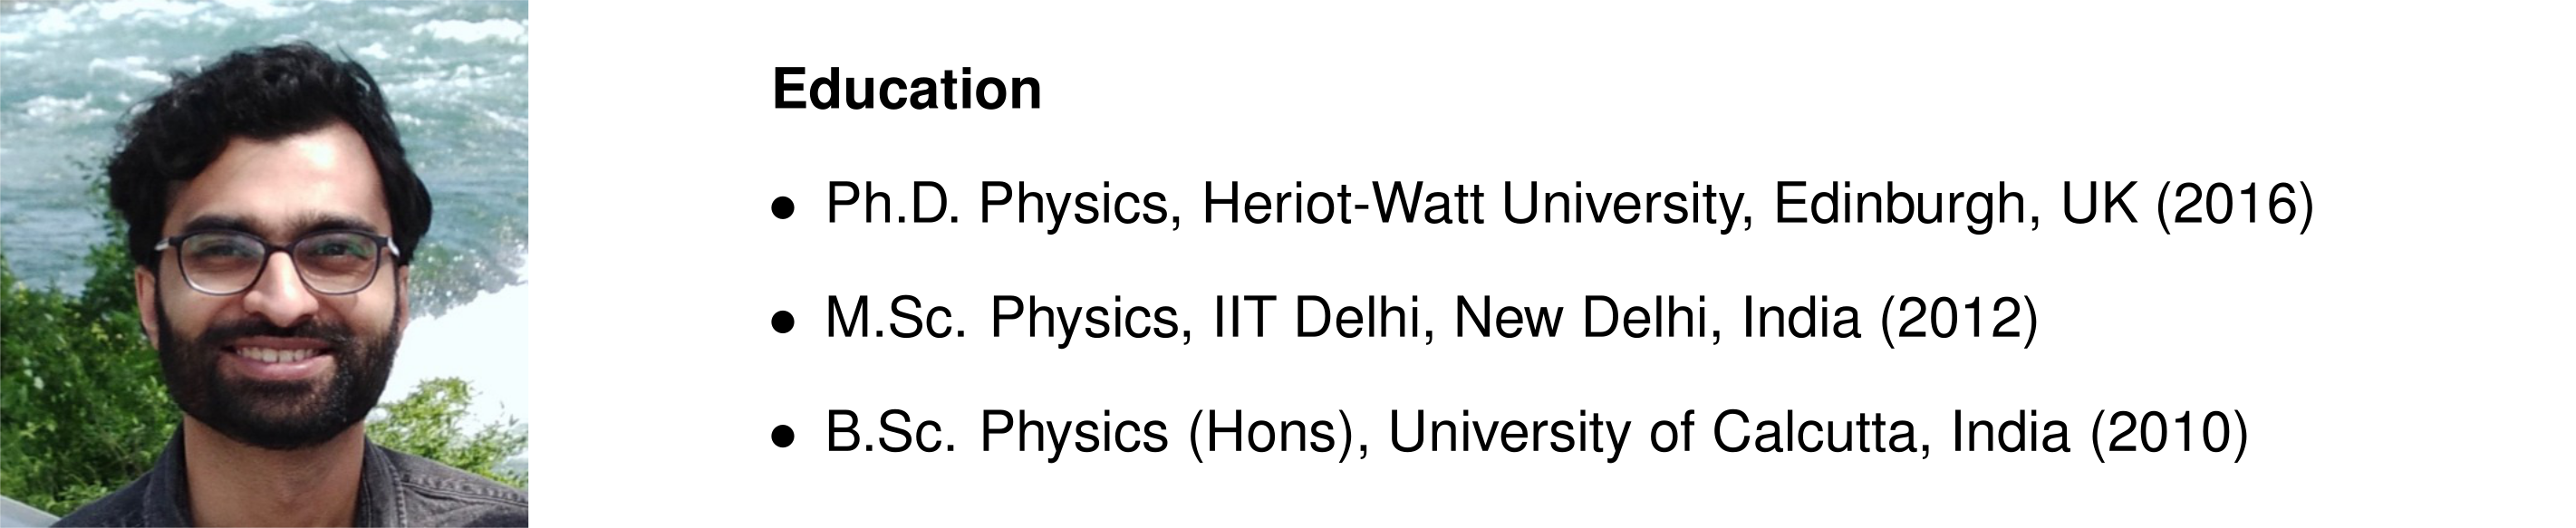 Education
• Ph.D. Physics, Heriot-Watt University, Edinburgh, UK (2016)
• M.Sc. Physics, IIT Delhi, New Delhi, India (2012)
• B.Sc. Physics (Hons), University of Calcutta, India (2010)